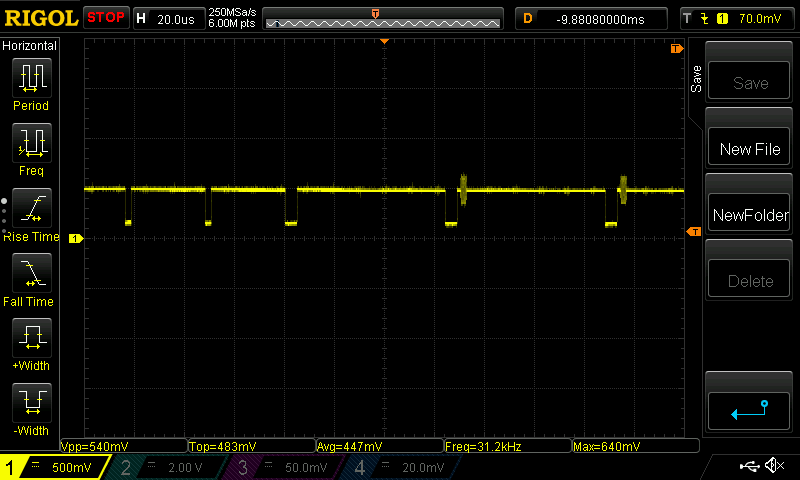 RIGOL STOP H 20.0us 250MSa/s 6.00M pts T D -9.88080000ms T 1 70.0mV
Horizontal
Period
Freq
Rise Time
Fall Time
+Width
-Width
T
1
T
Save
Save
New File
NewFolder
Delete
Vpp=540mV Top=483mV Avg=447mV Freq=31.2kHz Max=640mV
1 500mV 2 2.00 V 3 50.0mV 4 20.0mV